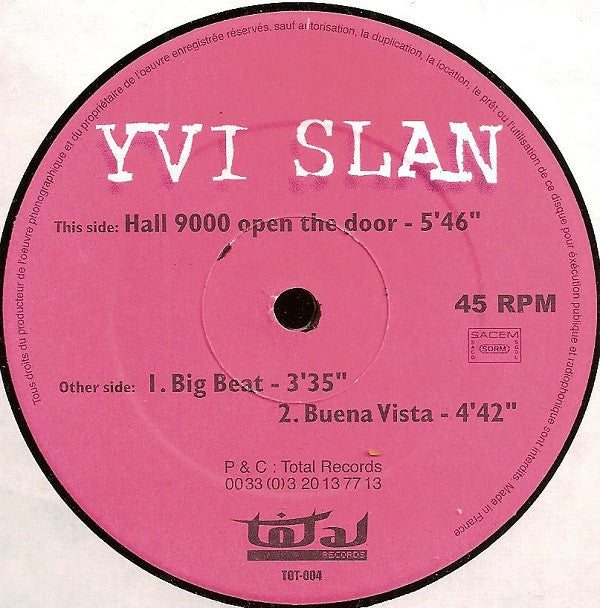 Tous droits du producteur de l'oeuvre phonographique et du propriétaire de l'oeuvre enregistrée réservés, sauf autorisation, la duplication, la location, le prêt ou l'utilisation de ce disque pour éxécution publique et radiophonique sont interdits. Made in France
YVI SLAN
This side: Hall 9000 open the door - 5'46"
45 RPM
SACEM
SACD SDRM SCGL
Other side: 1. Big Beat - 3'35"
2. Buena Vista - 4'42"
P & C : Total Records
00 33 (0) 3 20 13 77 13
total
RECORDS
TOT-004